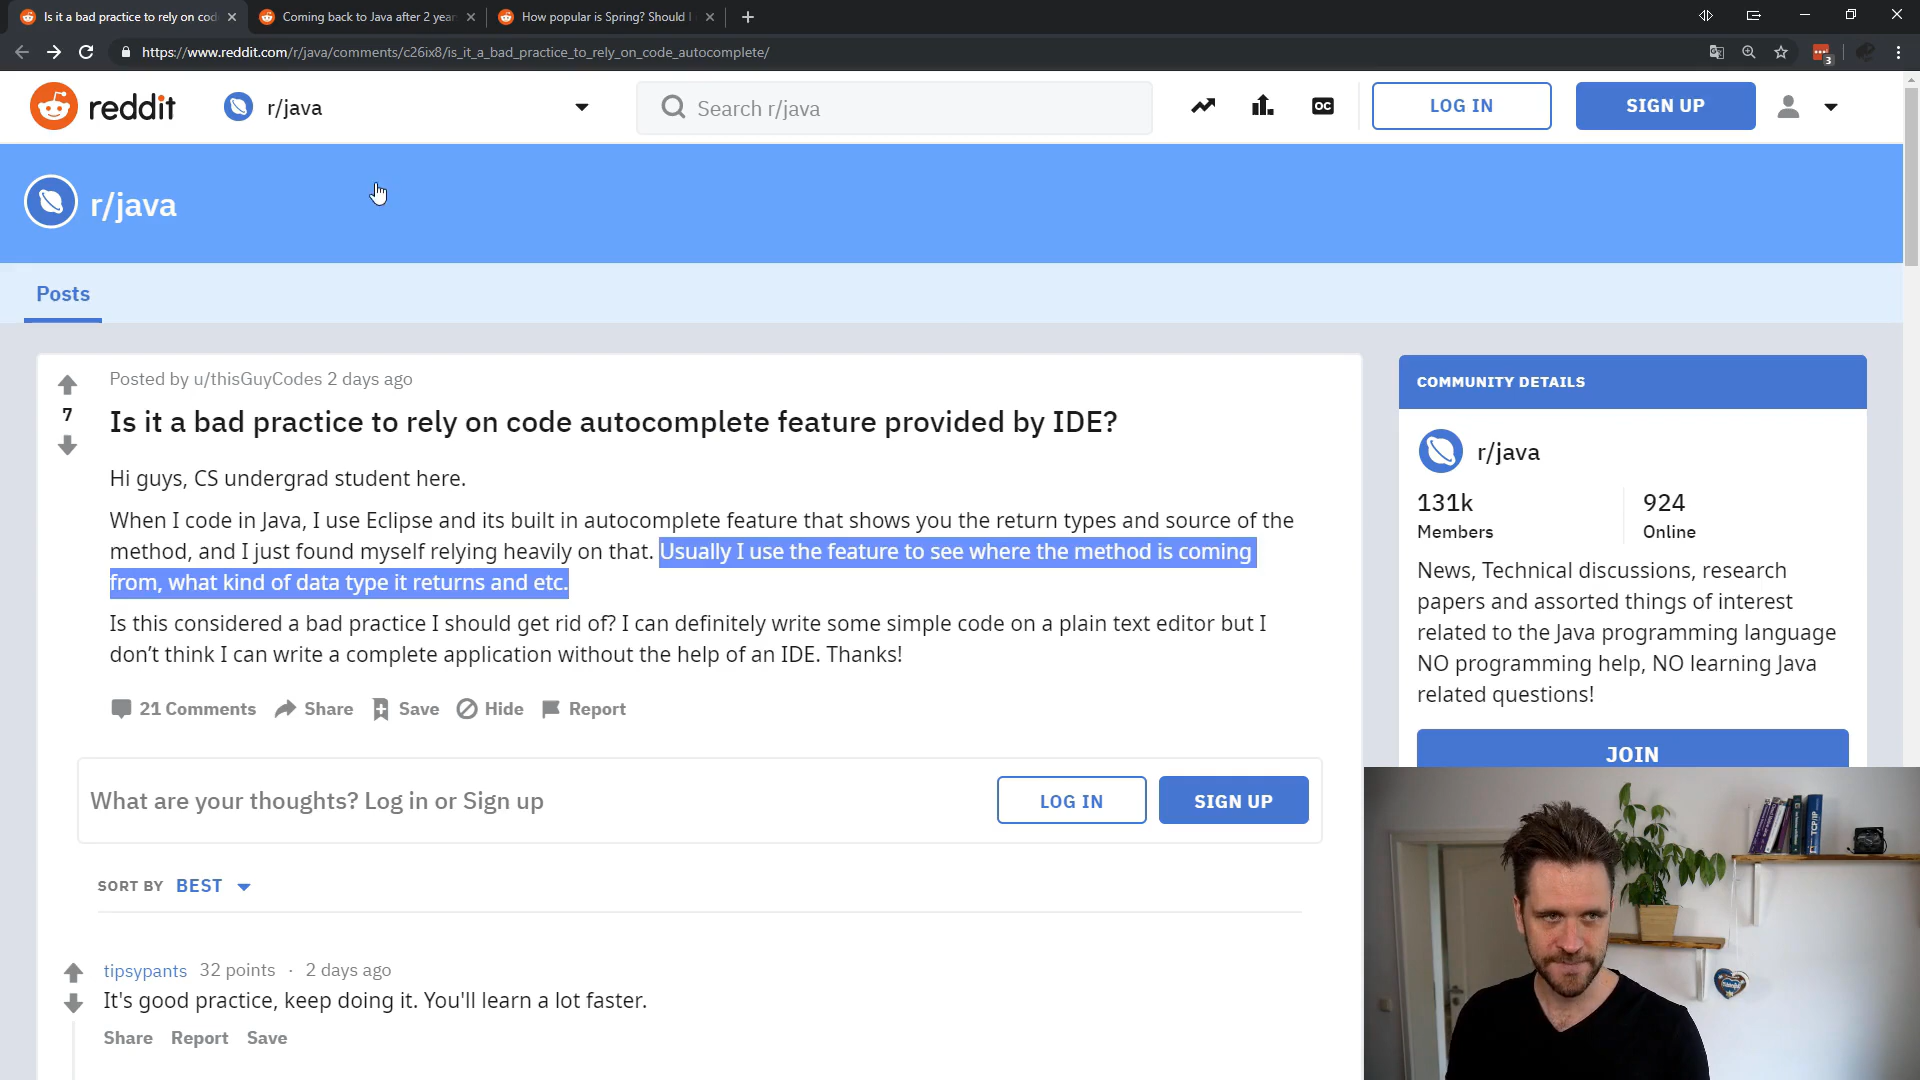 Is it a bad practice to rely on cod
Coming back to Java after 2 year
How popular is Spring? Should I
https://www.reddit.com/r/java/comments/c26ix8/is_it_a_bad_practice_to_rely_on_code_autocomplete/
3
reddit
r/java
Search r/java
OC
LOG IN
SIGN UP
r/java
Posts
Posted by u/thisGuyCodes 2 days ago
7
Is it a bad practice to rely on code autocomplete feature provided by IDE?
Hi guys, CS undergrad student here.
When I code in Java, I use Eclipse and its built in autocomplete feature that shows you the return types and source of the
method, and I just found myself relying heavily on that. Usually I use the feature to see where the method is coming
from, what kind of data type it returns and etc.
Is this considered a bad practice I should get rid of? I can definitely write some simple code on a plain text editor but I
don't think I can write a complete application without the help of an IDE. Thanks!
21 Comments Share Save Hide Report
What are your thoughts? Log in or Sign up
LOG IN
SIGN UP
SORT BY BEST
tipsypants 32 points · 2 days ago
It's good practice, keep doing it. You'll learn a lot faster.
Share Report Save
COMMUNITY DETAILS
r/java
131k
Members
924
Online
News, Technical discussions, research
papers and assorted things of interest
related to the Java programming language
NO programming help, NO learning Java
related questions!
JOIN
TCP/IP